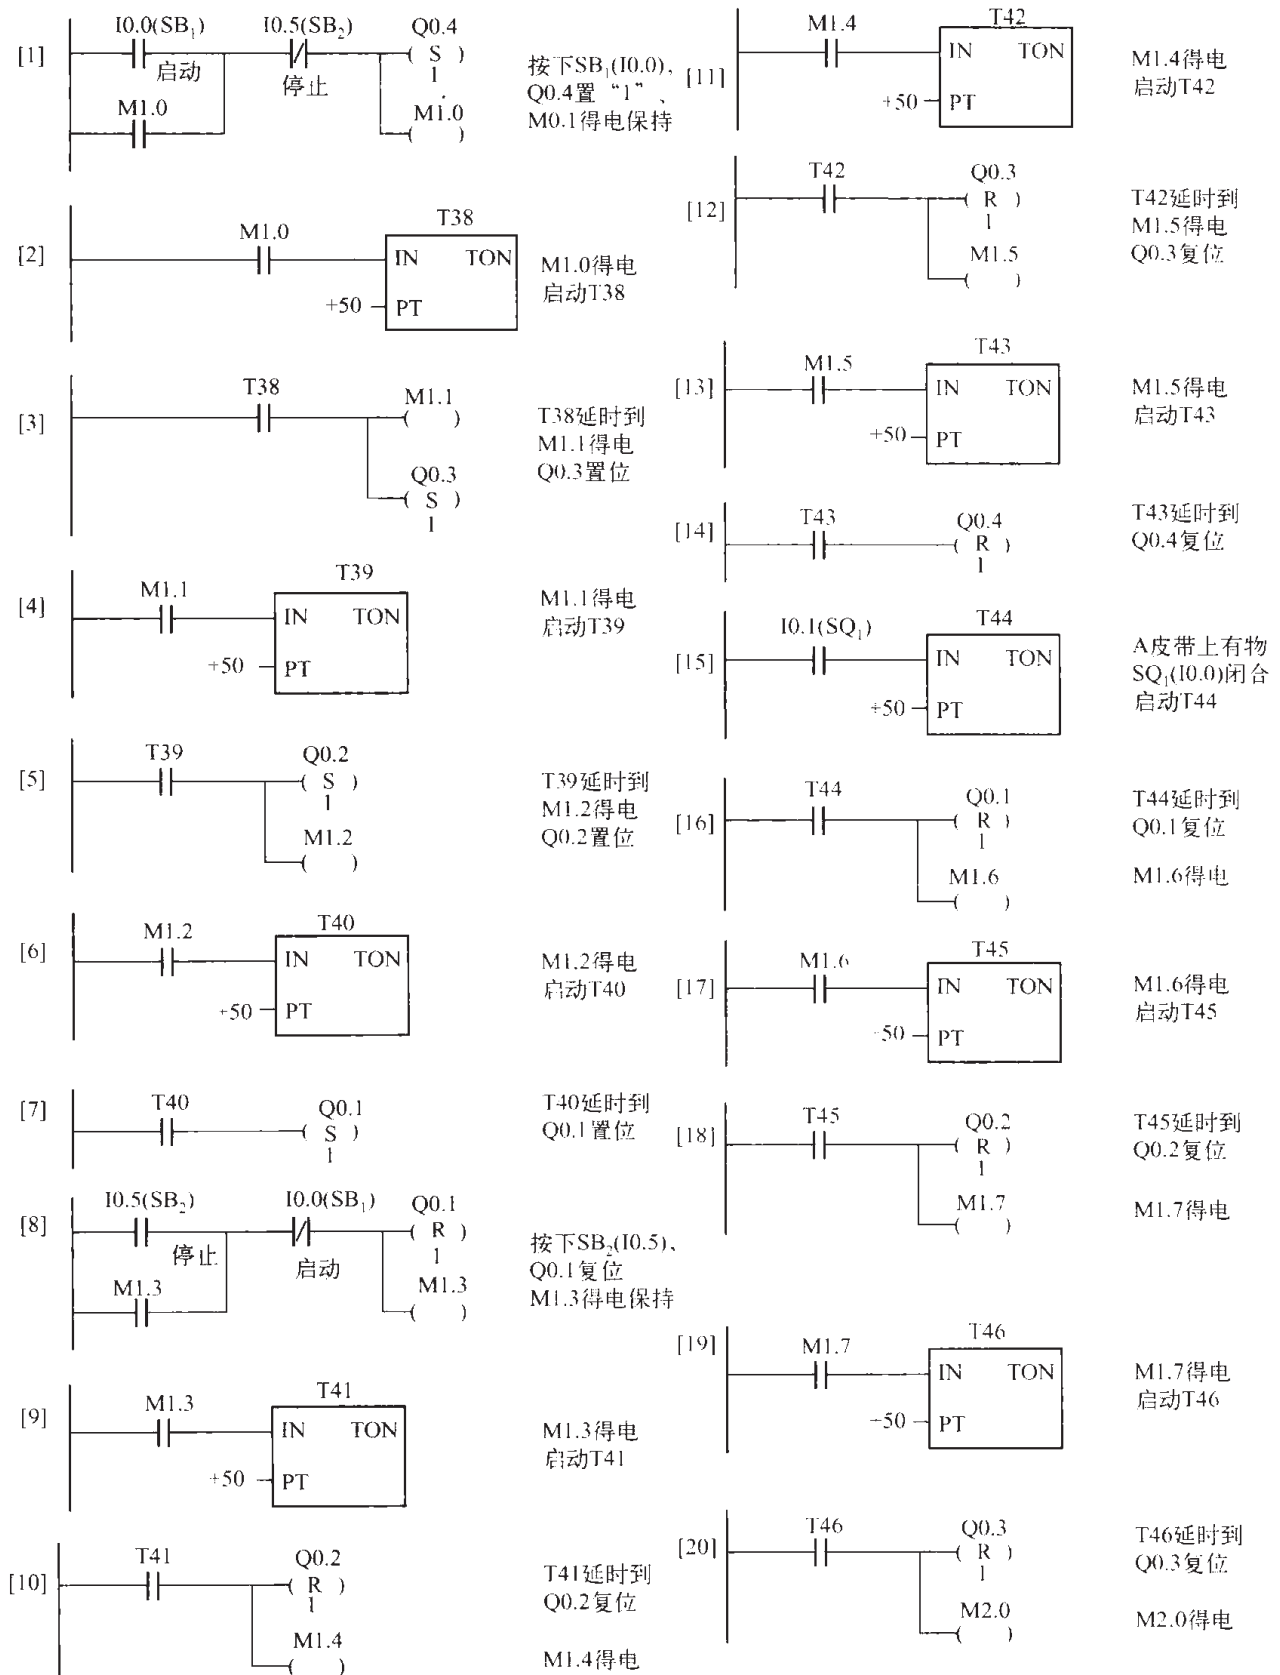 [1]
I0.0(SB₁)
启动
I0.5(SB₂)
停止
Q0.4
( S )
1
M1.0
M1.0
( )
按下SB₁(I0.0)、
Q0.4置“1”、
M0.1得电保持
[2]
M1.0
T38
IN TON
+50
PT
M1.0得电
启动T38
[3]
T38
M1.1
( )
Q0.3
( S )
1
T38延时到
M1.1得电
Q0.3置位
[4]
M1.1
T39
IN TON
+50
PT
M1.1得电
启动T39
[5]
T39
Q0.2
( S )
1
M1.2
( )
T39延时到
M1.2得电
Q0.2置位
[6]
M1.2
T40
IN TON
+50
PT
M1.2得电
启动T40
[7]
T40
Q0.1
( S )
1
T40延时到
Q0.1置位
[8]
I0.5(SB₂)
停止
I0.0(SB₁)
启动
Q0.1
( R )
1
M1.3
M1.3
( )
按下SB₂(I0.5)、
Q0.1复位
M1.3得电保持
[9]
M1.3
T41
IN TON
+50
PT
M1.3得电
启动T41
[10]
T41
Q0.2
( R )
1
M1.4
( )
T41延时到
Q0.2复位
M1.4得电
[11]
M1.4
T42
IN TON
+50
PT
M1.4得电
启动T42
[12]
T42
Q0.3
( R )
1
M1.5
( )
T42延时到
M1.5得电
Q0.3复位
[13]
M1.5
T43
IN TON
+50
PT
M1.5得电
启动T43
[14]
T43
Q0.4
( R )
1
T43延时到
Q0.4复位
[15]
I0.1(SQ₁)
T44
IN TON
+50
PT
A皮带上有物
SQ₁(I0.0)闭合
启动T44
[16]
T44
Q0.1
( R )
1
M1.6
( )
T44延时到
Q0.1复位
M1.6得电
[17]
M1.6
T45
IN TON
+50
PT
M1.6得电
启动T45
[18]
T45
Q0.2
( R )
1
M1.7
( )
T45延时到
Q0.2复位
M1.7得电
[19]
M1.7
T46
IN TON
+50
PT
M1.7得电
启动T46
[20]
T46
Q0.3
( R )
1
M2.0
( )
T46延时到
Q0.3复位
M2.0得电